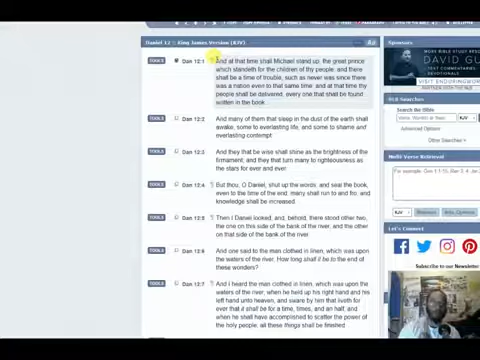 Daniel 12 :: King James Version (KJV)
TOOLS
Dan 12:1
And at that time shall Michael stand up, the great prince
which standeth for the children of thy people: and there
shall be a time of trouble, such as never was since there
was a nation even to that same time: and at that time thy
people shall be delivered, every one that shall be found
written in the book.
TOOLS
Dan 12:2
And many of them that sleep in the dust of the earth shall
awake, some to everlasting life, and some to shame and
everlasting contempt.
TOOLS
Dan 12:3
And they that be wise shall shine as the brightness of the
firmament; and they that turn many to righteousness as
the stars for ever and ever.
TOOLS
Dan 12:4
But thou, O Daniel, shut up the words, and seal the book,
even to the time of the end: many shall run to and fro, and
knowledge shall be increased.
TOOLS
Dan 12:5
Then I Daniel looked, and, behold, there stood other two,
the one on this side of the bank of the river, and the other
on that side of the bank of the river.
TOOLS
Dan 12:6
And one said to the man clothed in linen, which was upon
the waters of the river, How long shall it be to the end of
these wonders?
TOOLS
Dan 12:7
And I heard the man clothed in linen, which was upon the
waters of the river, when he held up his right hand and his
left hand unto heaven, and sware by him that liveth for
ever that it shall be for a time, times, and an half; and
when he shall have accomplished to scatter the power of
the holy people, all these things shall be finished.
Sponsors
MORE BIBLE STUDY RESO
DAVID GU
TEXT COMMENTARIES
DEVOTIONALS
VISIT ENDURINGW
PARTNER WITH THE BLB
BLB Searches
Search the Bible
KJV
Advanced Options
Other Searches
Multi-Verse Retrieval
KJV
Let's Connect
Subscribe to our Newsletter